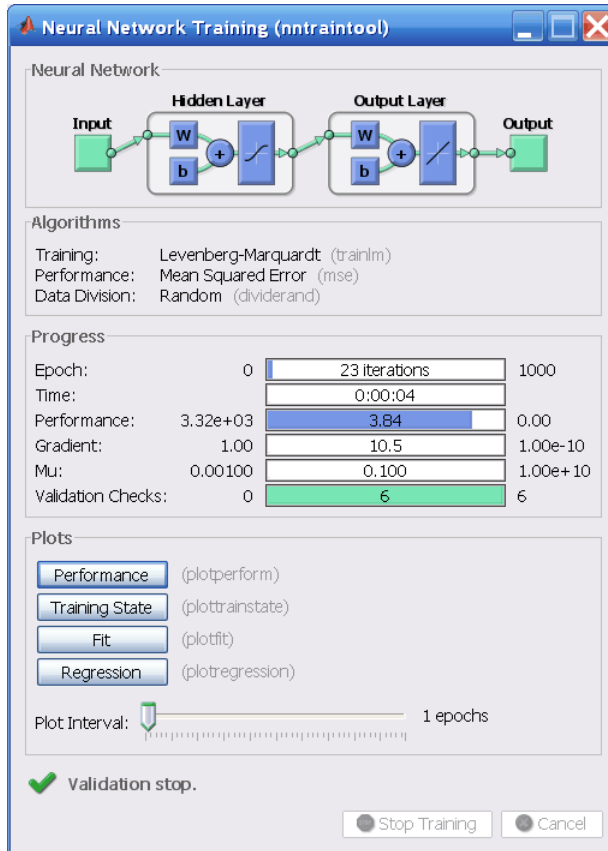 Neural Network Training (nntraintool)
Neural Network
Hidden Layer Output Layer
Input Output
W W
+ +
b b
Algorithms
Training: Levenberg-Marquardt (trainlm)
Performance: Mean Squared Error (mse)
Data Division: Random (dividerand)
Progress
Epoch: 0 23 iterations 1000
Time: 0:00:04
Performance: 3.32e+03 3.84 0.00
Gradient: 1.00 10.5 1.00e-10
Mu: 0.00100 0.100 1.00e+10
Validation Checks: 0 6 6
Plots
Performance (plotperform)
Training State (plottrainstate)
Fit (plotfit)
Regression (plotregression)
Plot Interval: 1 epochs
Validation stop.
Stop Training Cancel